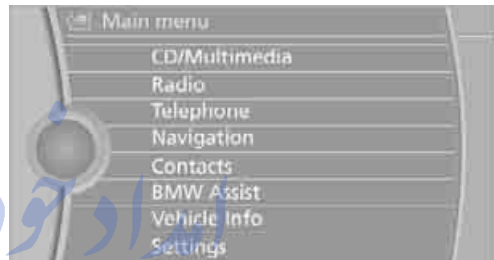 Main menu
CD/Multimedia
Radio
Telephone
Navigation
Contacts
BMW Assist
Vehicle Info
Settings